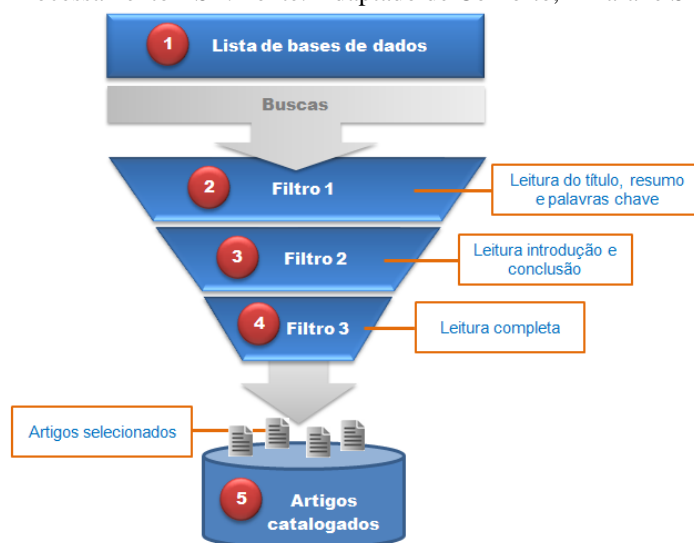 1 Lista de bases de dados
Buscas
2 Filtro 1
Leitura do título, resumo
e palavras chave
3 Filtro 2
Leitura introdução e
conclusão
4 Filtro 3
Leitura completa
Artigos selecionados
5 Artigos
catalogados